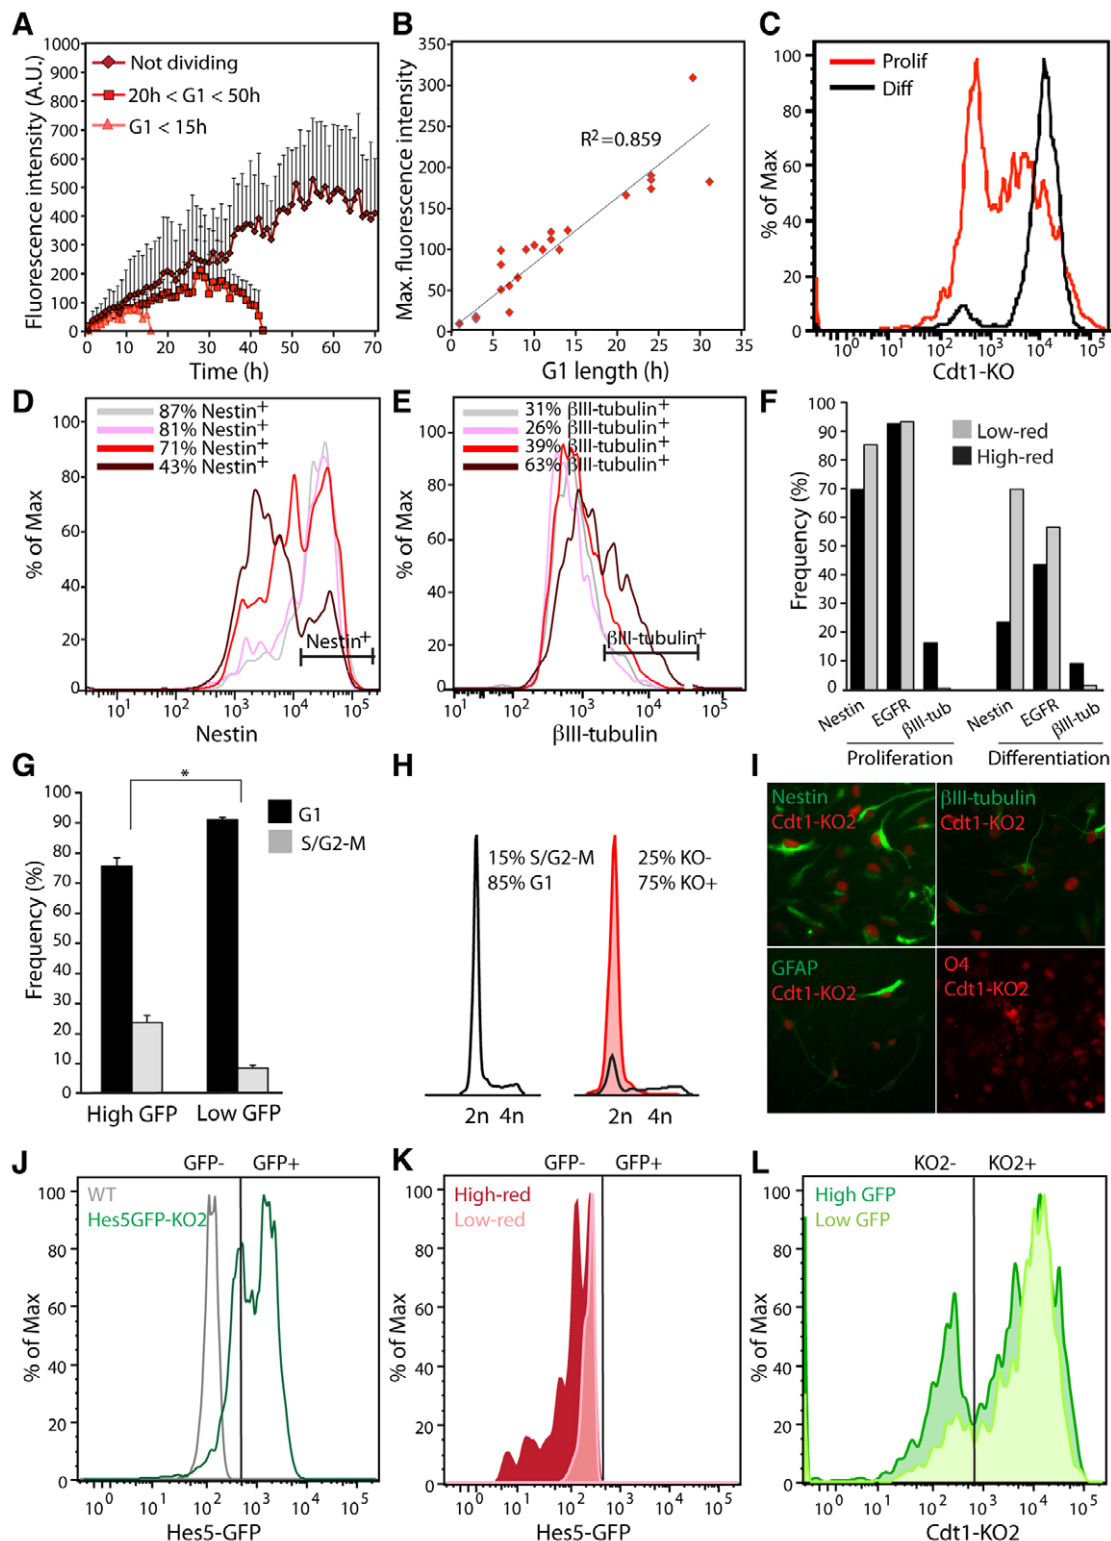 A
Fluorescence intensity (A.U.)
1000
900
800
700
600
500
400
300
200
100
0
Not dividing
20h < G1 < 50h
G1 < 15h
0 10 20 30 40 50 60 70
Time (h)
B
Max. fluorescence intensity
350
300
250
200
150
100
50
0
R²=0.859
0 5 10 15 20 25 30 35
G1 length (h)
C
% of Max
100
80
60
40
20
0
Prolif
Diff
10⁰ 10¹ 10² 10³ 10⁴ 10⁵
Cdt1-KO
D
% of Max
100
80
60
40
20
0
87% Nestin⁺
81% Nestin⁺
71% Nestin⁺
43% Nestin⁺
Nestin⁺
10¹ 10² 10³ 10⁴ 10⁵
Nestin
E
% of Max
100
80
60
40
20
0
31% βIII-tubulin⁺
26% βIII-tubulin⁺
39% βIII-tubulin⁺
63% βIII-tubulin⁺
βIII-tubulin⁺
10¹ 10² 10³ 10⁴ 10⁵
βIII-tubulin
F
Frequency (%)
100
90
80
70
60
50
40
30
20
10
0
Low-red
High-red
Nestin EGFR βIII-tub Nestin EGFR βIII-tub
Proliferation Differentiation
G
Frequency (%)
100
90
80
70
60
50
40
30
20
10
0
*
G1
S/G2-M
High GFP Low GFP
H
15% S/G2-M
85% G1
25% KO-
75% KO+
2n 4n 2n 4n
I
Nestin
Cdt1-KO2
βIII-tubulin
Cdt1-KO2
GFAP
Cdt1-KO2
O4
Cdt1-KO2
J
GFP- GFP+
% of Max
100
80
60
40
20
0
WT
Hes5GFP-KO2
10⁰ 10¹ 10² 10³ 10⁴ 10⁵
Hes5-GFP
K
GFP- GFP+
% of Max
100
80
60
40
20
0
High-red
Low-red
10⁰ 10¹ 10² 10³ 10⁴ 10⁵
Hes5-GFP
L
KO2- KO2+
% of Max
100
80
60
40
20
0
High GFP
Low GFP
10⁰ 10¹ 10² 10³ 10⁴ 10⁵
Cdt1-KO2